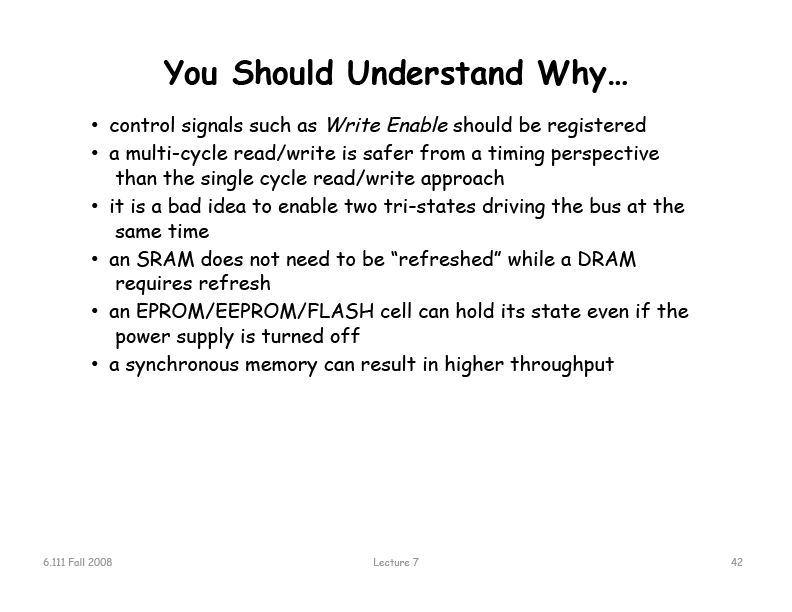 You Should Understand Why…
• control signals such as Write Enable should be registered
• a multi-cycle read/write is safer from a timing perspective
than the single cycle read/write approach
• it is a bad idea to enable two tri-states driving the bus at the
same time
• an SRAM does not need to be “refreshed” while a DRAM
requires refresh
• an EPROM/EEPROM/FLASH cell can hold its state even if the
power supply is turned off
• a synchronous memory can result in higher throughput
6.111 Fall 2008
Lecture 7
42